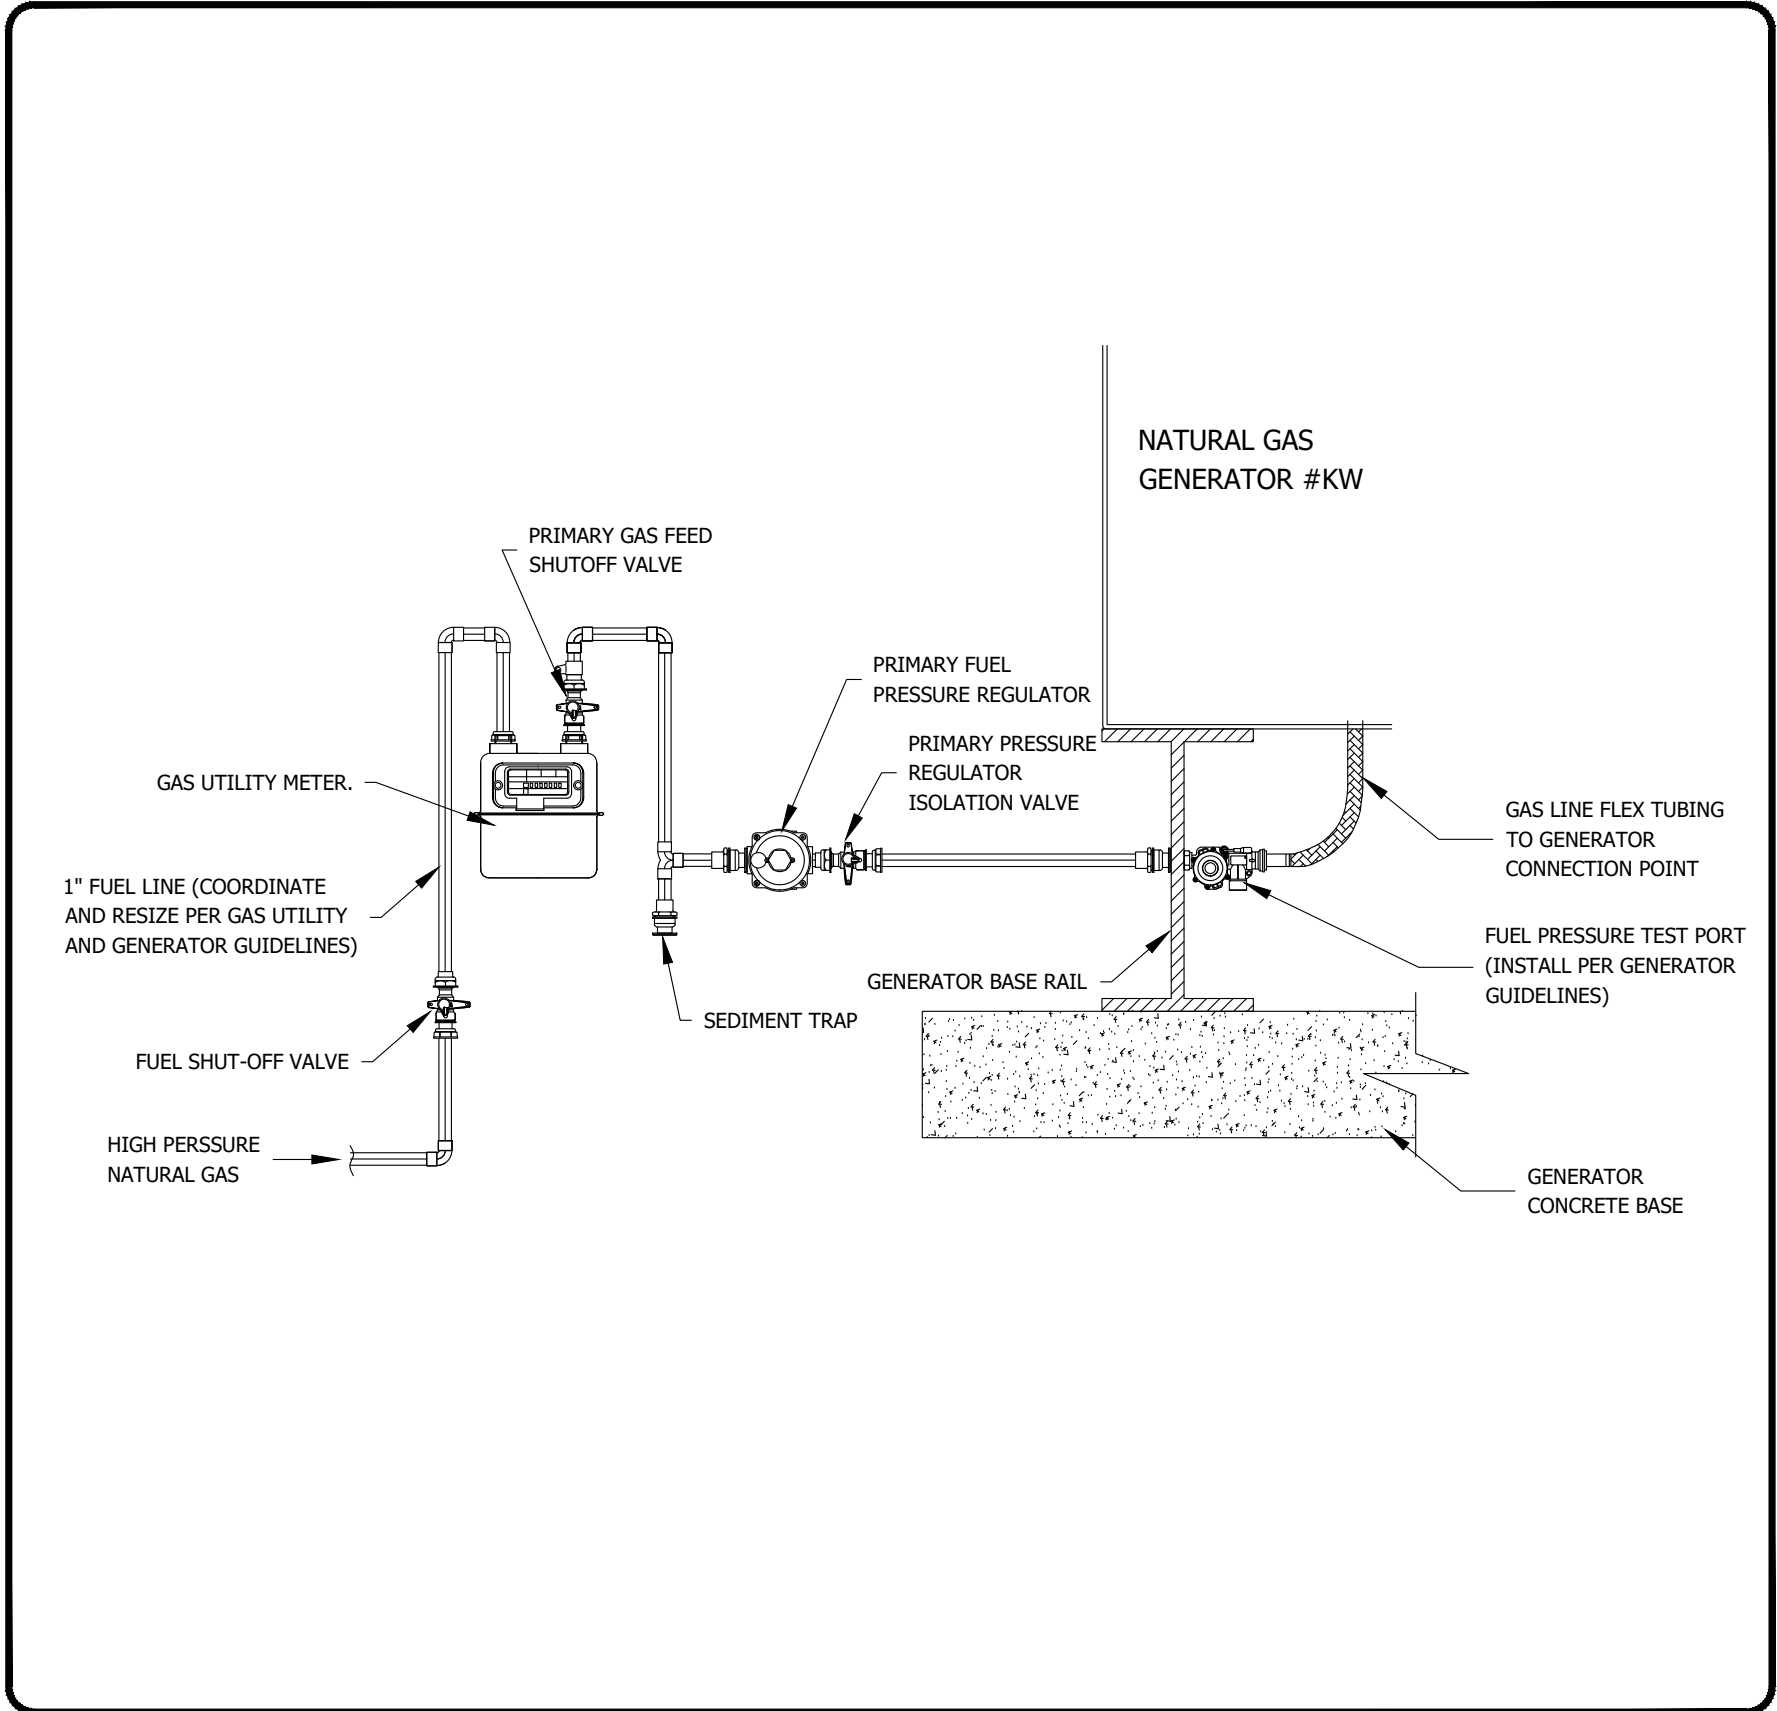 NATURAL GAS
GENERATOR #KW
PRIMARY GAS FEED
SHUTOFF VALVE
PRIMARY FUEL
PRESSURE REGULATOR
PRIMARY PRESSURE
REGULATOR
ISOLATION VALVE
GAS UTILITY METER.
GAS LINE FLEX TUBING
TO GENERATOR
CONNECTION POINT
1" FUEL LINE (COORDINATE
AND RESIZE PER GAS UTILITY
AND GENERATOR GUIDELINES)
FUEL PRESSURE TEST PORT
(INSTALL PER GENERATOR
GUIDELINES)
GENERATOR BASE RAIL
SEDIMENT TRAP
FUEL SHUT-OFF VALVE
HIGH PERSSURE
NATURAL GAS
GENERATOR
CONCRETE BASE